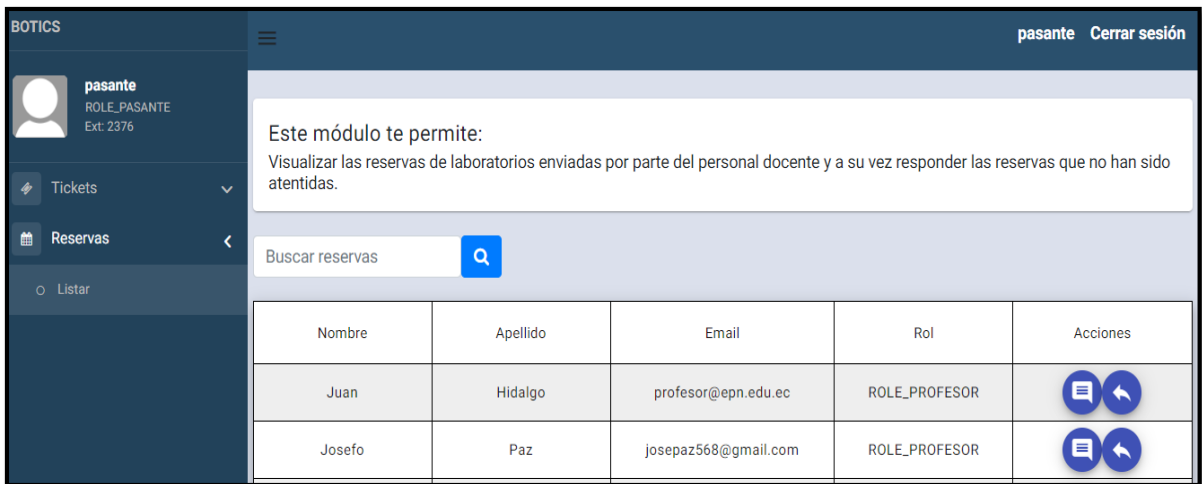 BOTICS
pasante Cerrar sesión
pasante
ROLE_PASANTE
Ext: 2376
Tickets
Reservas
Listar
Este módulo te permite:
Visualizar las reservas de laboratorios enviadas por parte del personal docente y a su vez responder las reservas que no han sido
atentidas.
Buscar reservas
Nombre Apellido Email Rol Acciones
Juan Hidalgo profesor@epn.edu.ec ROLE_PROFESOR
Josefo Paz josepaz568@gmail.com ROLE_PROFESOR